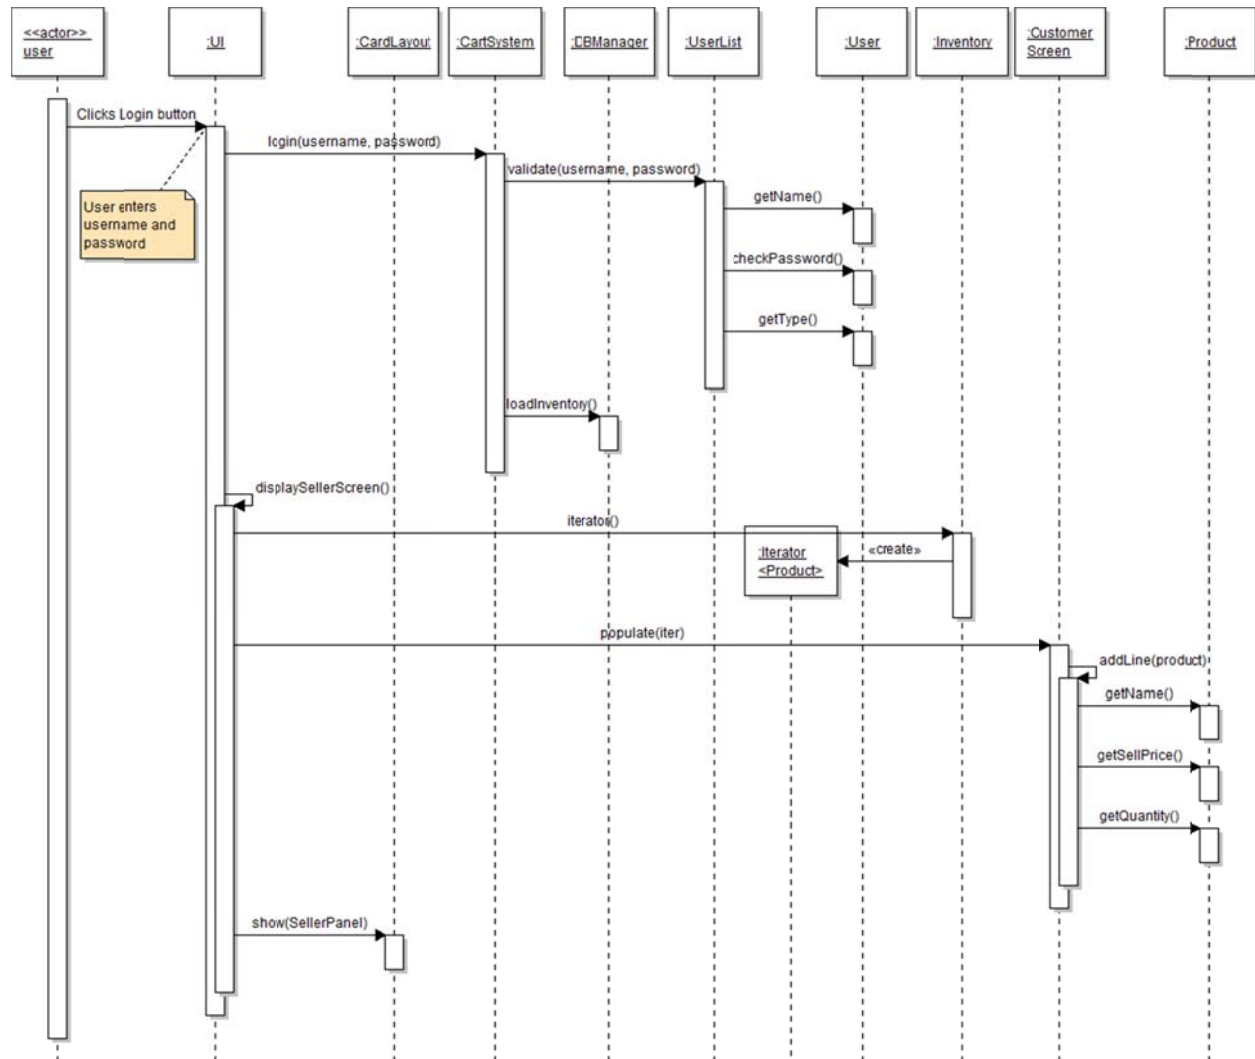 <<actor>>
user
:UI
:CardLayout
:CartSystem
:DBManager
:UserList
:User
:Inventory
:Customer
Screen
:Product
Clicks Login button
login(username, password)
validate(username, password)
User enters
username and
password
getName()
checkPassword()
getType()
loadInventory()
displaySellerScreen()
iterator()
:Iterator
<Product>
«create»
populate(iter)
addLine(product)
getName()
getSellPrice()
getQuantity()
show(SellerPanel)